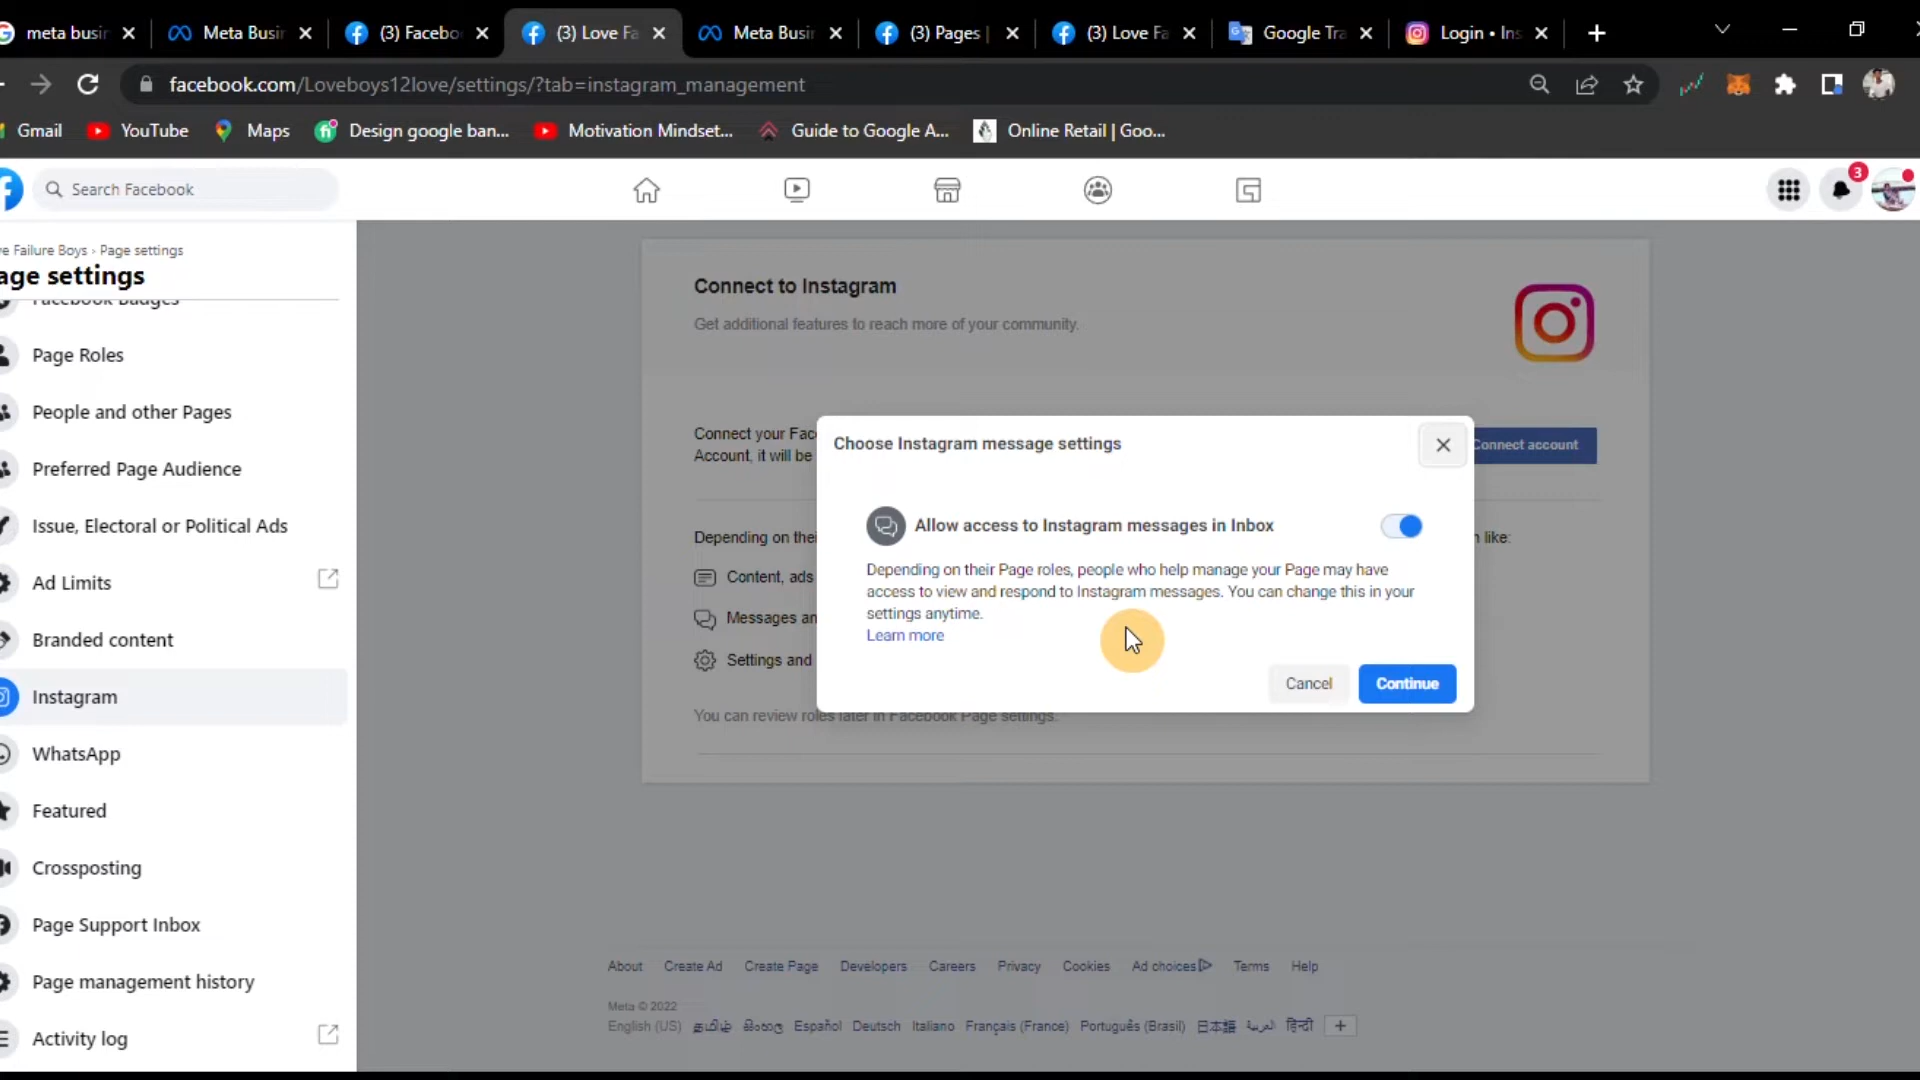 meta busin
Meta Busin
(3) Facebo
(3) Love Fa
Meta Busin
(3) Pages |
(3) Love Fa
Google Tra
Login • Ins
facebook.com/Loveboys12love/settings/?tab=instagram_management
Gmail
YouTube
Maps
Design google ban...
Motivation Mindset...
Guide to Google A...
Online Retail | Goo...
Search Facebook
3
ve Failure Boys › Page settings
age settings
Facebook Badges
Page Roles
People and other Pages
Preferred Page Audience
Issue, Electoral or Political Ads
Ad Limits
Branded content
Instagram
WhatsApp
Featured
Crossposting
Page Support Inbox
Page management history
Activity log
Connect to Instagram
Get additional features to reach more of your community.
Connect your Fac
Account, it will be
Connect account
Depending on thei
n like:
Content, ads
Messages an
Settings and
You can review roles later in Facebook Page settings.
Choose Instagram message settings
Allow access to Instagram messages in Inbox
Depending on their Page roles, people who help manage your Page may have
access to view and respond to Instagram messages. You can change this in your
settings anytime.
Learn more
Cancel
Continue
About Create Ad Create Page Developers Careers Privacy Cookies Ad choices Terms Help
Meta © 2022
English (US) தமிழ் සිංහල Español Deutsch Italiano Français (France) Português (Brasil) 日本語 العربية हिन्दी +